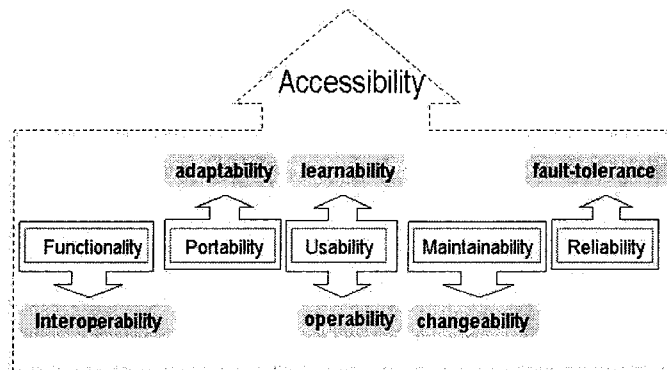 Accessibility
adaptability learnability fault-tolerance
Functionality Portability Usability Maintainability Reliability
Interoperability operability changeability